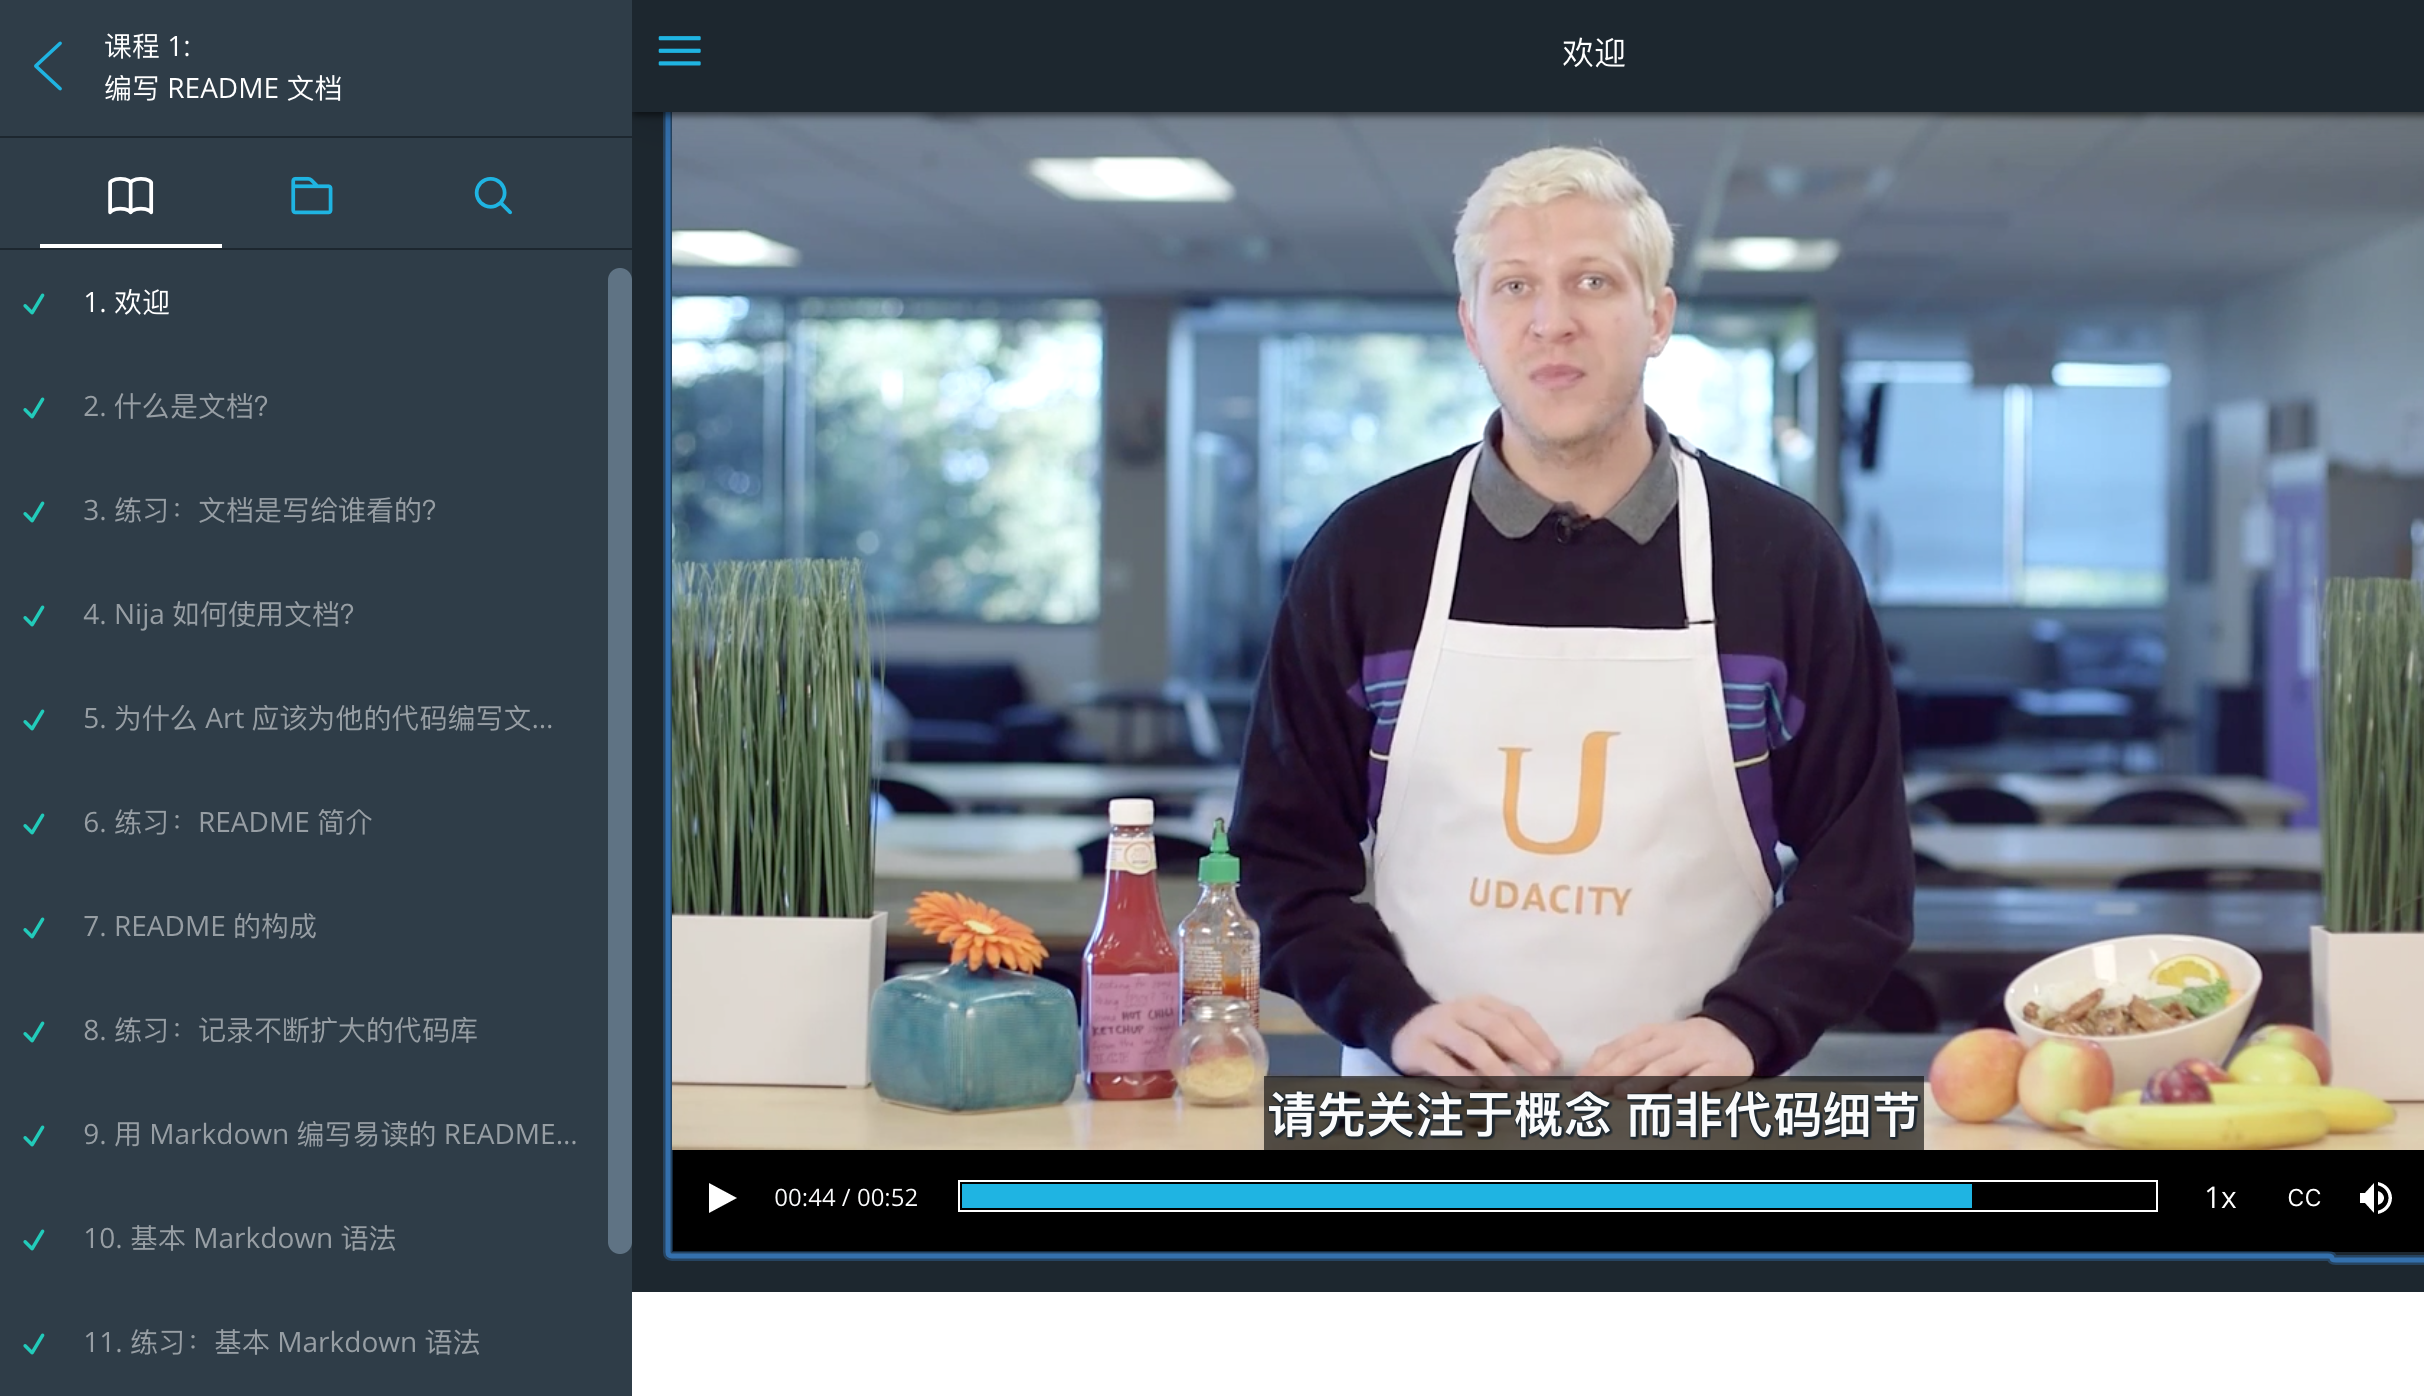 课程 1:
编写 README 文档
欢迎
1. 欢迎
2. 什么是文档?
3. 练习：文档是写给谁看的?
4. Nija 如何使用文档?
5. 为什么 Art 应该为他的代码编写文...
6. 练习：README 简介
7. README 的构成
8. 练习：记录不断扩大的代码库
9. 用 Markdown 编写易读的 README...
10. 基本 Markdown 语法
11. 练习：基本 Markdown 语法
UDACITY
HOT CHILI
KETCHUP
请先关注于概念 而非代码细节
00:44 / 00:52
1x
CC